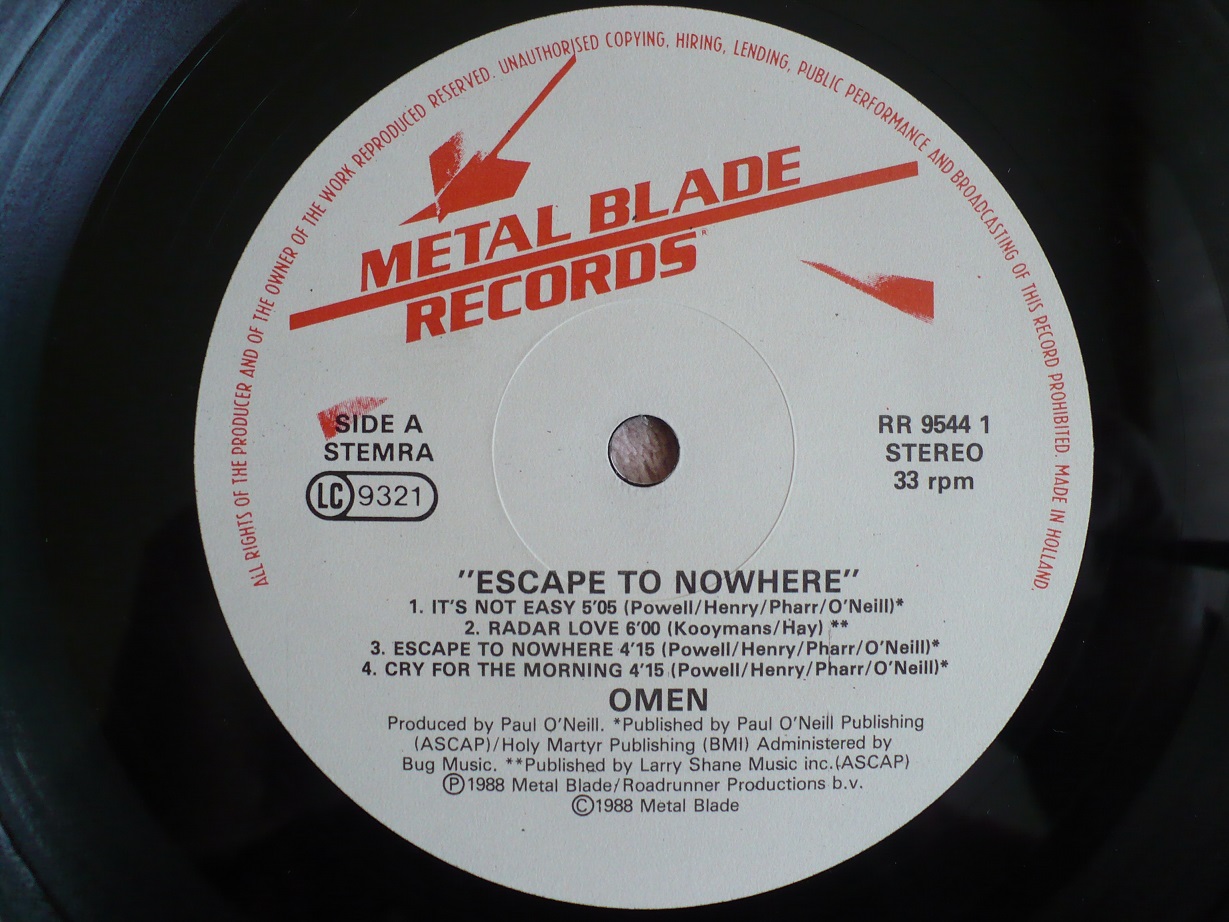 ALL RIGHTS OF THE PRODUCER AND OF THE OWNER OF THE WORK REPRODUCED RESERVED. UNAUTHORISED COPYING, HIRING, LENDING, PUBLIC PERFORMANCE AND BROADCASTING OF THIS RECORD PROHIBITED. MADE IN HOLLAND.
METAL BLADE
RECORDS®
SIDE A
STEMRA
LC 9321
RR 9544 1
STEREO
33 rpm
"ESCAPE TO NOWHERE"
1. IT'S NOT EASY 5'05 (Powell/Henry/Pharr/O'Neill)*
2. RADAR LOVE 6'00 (Kooymans/Hay) **
3. ESCAPE TO NOWHERE 4'15 (Powell/Henry/Pharr/O'Neill)*
4. CRY FOR THE MORNING 4'15 (Powell/Henry/Pharr/O'Neill)*
OMEN
Produced by Paul O'Neill. *Published by Paul O'Neill Publishing
(ASCAP)/Holy Martyr Publishing (BMI) Administered by
Bug Music. **Published by Larry Shane Music inc.(ASCAP)
Ⓟ1988 Metal Blade/Roadrunner Productions b.v.
©1988 Metal Blade